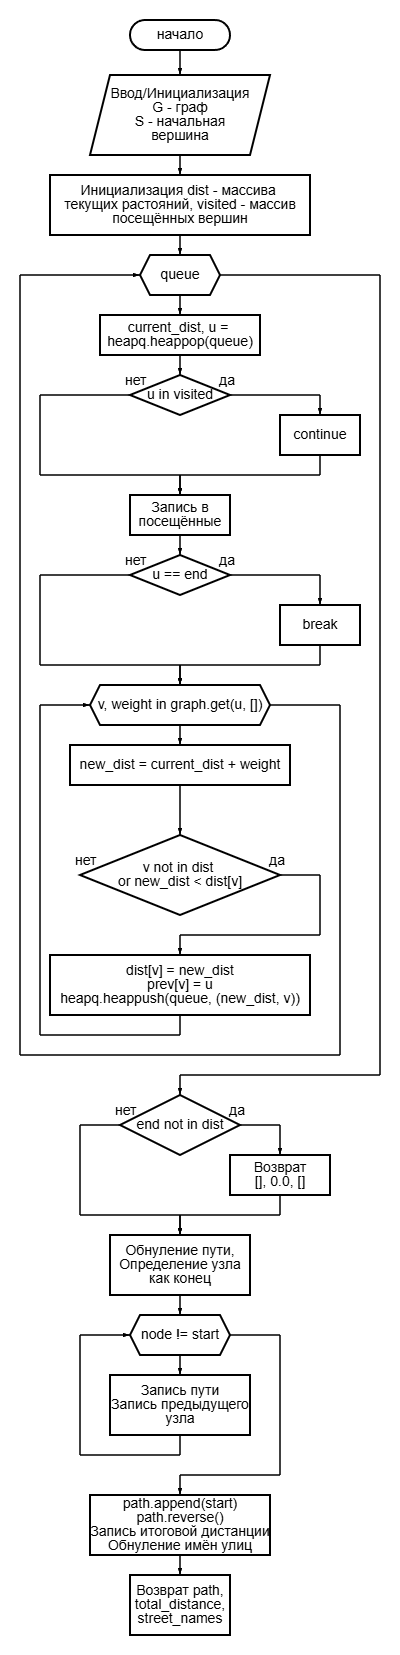 начало
Ввод/Инициализация
G - граф
S - начальная
вершина
Инициализация dist - массива
текущих растояний, visited - массив
посещённых вершин
queue
current_dist, u =
heapq.heappop(queue)
нет
да
u in visited
continue
Запись в
посещённые
нет
да
u == end
break
v, weight in graph.get(u, [])
new_dist = current_dist + weight
нет
да
v not in dist
or new_dist < dist[v]
dist[v] = new_dist
prev[v] = u
heapq.heappush(queue, (new_dist, v))
нет
да
end not in dist
Возврат
[], 0.0, []
Обнуление пути,
Определение узла
как конец
node != start
Запись пути
Запись предыдущего
узла
path.append(start)
path.reverse()
Запись итоговой дистанции
Обнуление имён улиц
Возврат path,
total_distance,
street_names